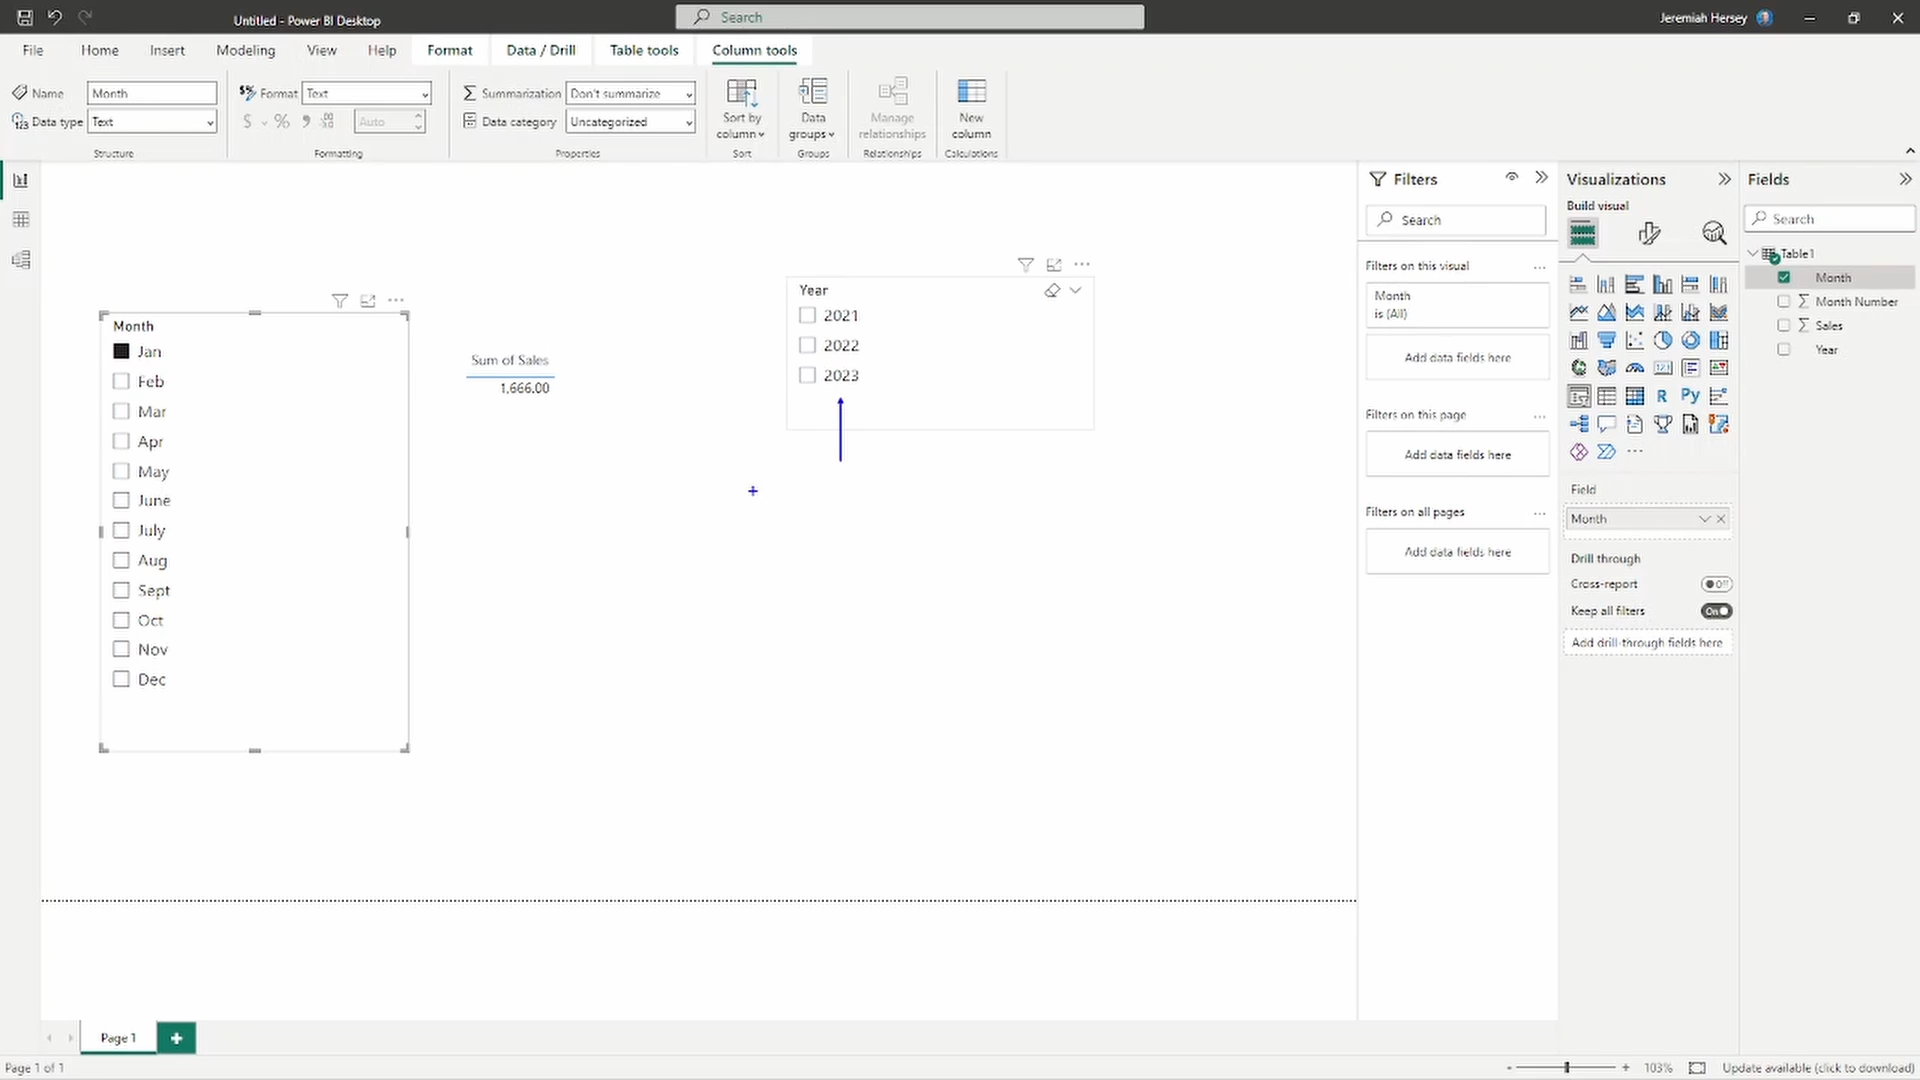 Untitled - Power BI Desktop
Search
Jeremiah Hersey
File Home Insert Modeling View Help Format Data / Drill Table tools Column tools
Name Month
Data type Text
Structure
Format Text
$ % Auto
Formatting
Summarization Don't summarize
Data category Uncategorized
Properties
Sort by column
Sort
Data groups
Groups
Manage relationships
Relationships
New column
Calculations
Month
Jan
Feb
Mar
Apr
May
June
July
Aug
Sept
Oct
Nov
Dec
Sum of Sales
1,666.00
Year
2021
2022
2023
Filters
Search
Filters on this visual
Month
is (All)
Add data fields here
Filters on this page
Add data fields here
Filters on all pages
Add data fields here
Visualizations
Build visual
123
R Py
Field
Month
Drill through
Cross-report Off
Keep all filters On
Add drill-through fields here
Fields
Search
Table1
Month
Month Number
Sales
Year
Page 1
Page 1 of 1
103%
Update available (click to download)